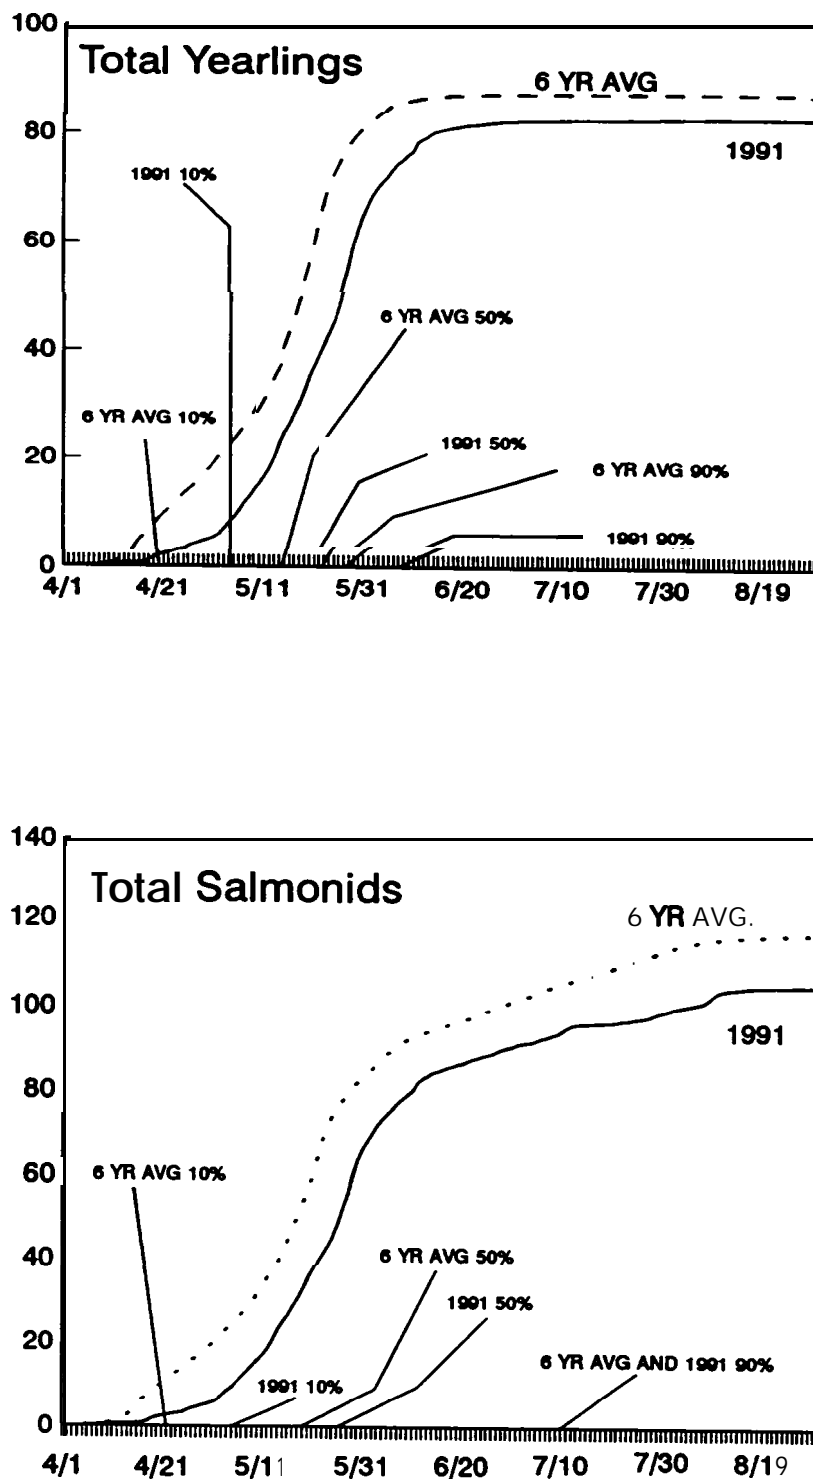 100
Total Yearlings
6 YR AVG
80
1991
1991 10%
60
6 YR AVG 50%
40
6 YR AVG 10%
1991 50%
20
6 YR AVG 90%
1991 90%
0
4/1 4/21 5/11 5/31 6/20 7/10 7/30 8/19
140
Total Salmonids
120
6 YR AVG.
100
1991
80
60
6 YR AVG 10%
40
6 YR AVG 50%
1991 50%
20
6 YR AVG AND 1991 90%
1991 10%
0
4/1 4/21 5/11 5/31 6/20 7/10 7/30 8/19